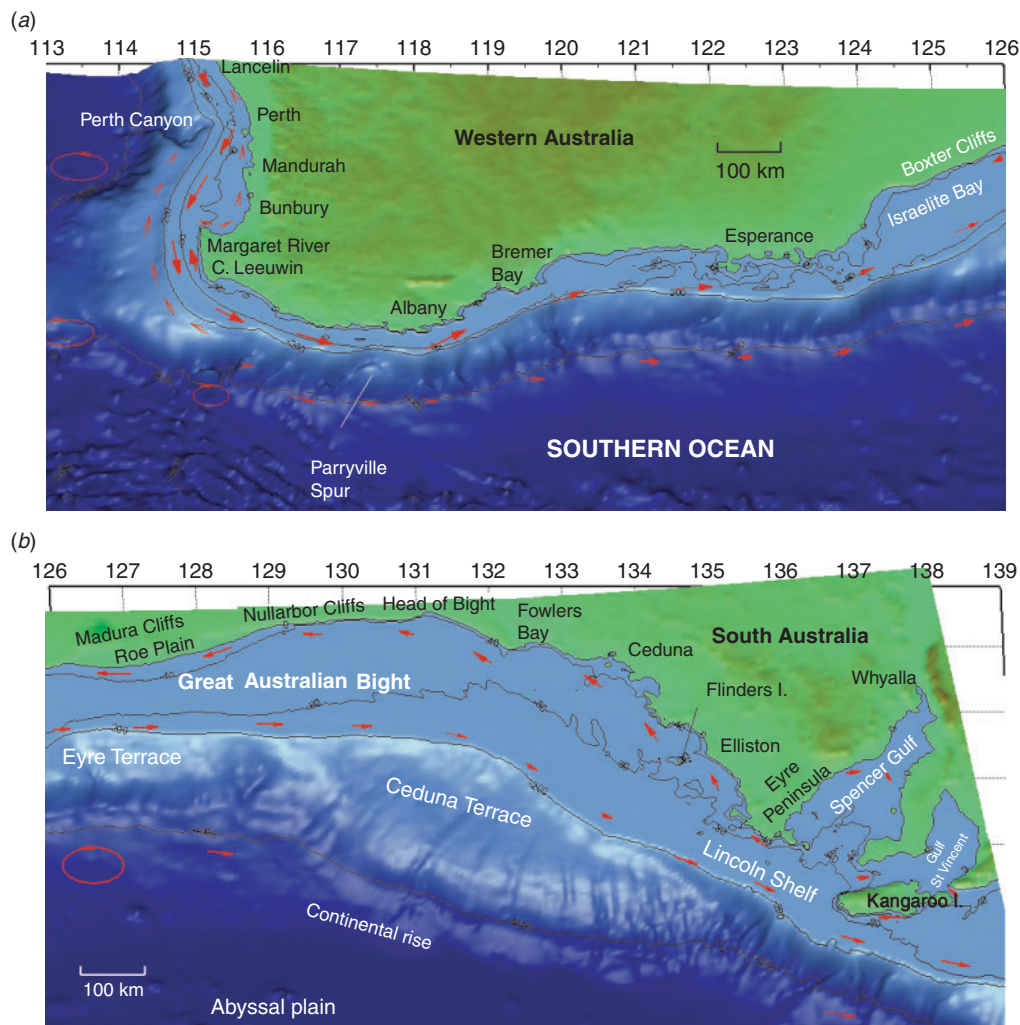 (a)
113 114 115 116 117 118 119 120 121 122 123 124 125 126
Lancelin
Perth Canyon
Perth
Western Australia
100 km
Mandurah
Boxter Cliffs
Israelite Bay
Bunbury
Esperance
Margaret River
C. Leeuwin
Bremer
Bay
Albany
SOUTHERN OCEAN
Parryville
Spur
(b)
126 127 128 129 130 131 132 133 134 135 136 137 138 139
Madura Cliffs
Roe Plain
Nullarbor Cliffs
Head of Bight
Fowlers
Bay
South Australia
Ceduna
Whyalla
Great Australian Bight
Flinders I.
Elliston
Eyre
Peninsula
Spencer Gulf
Eyre Terrace
Ceduna Terrace
Gulf
St Vincent
Lincoln Shelf
Kangaroo I.
Continental rise
100 km
Abyssal plain